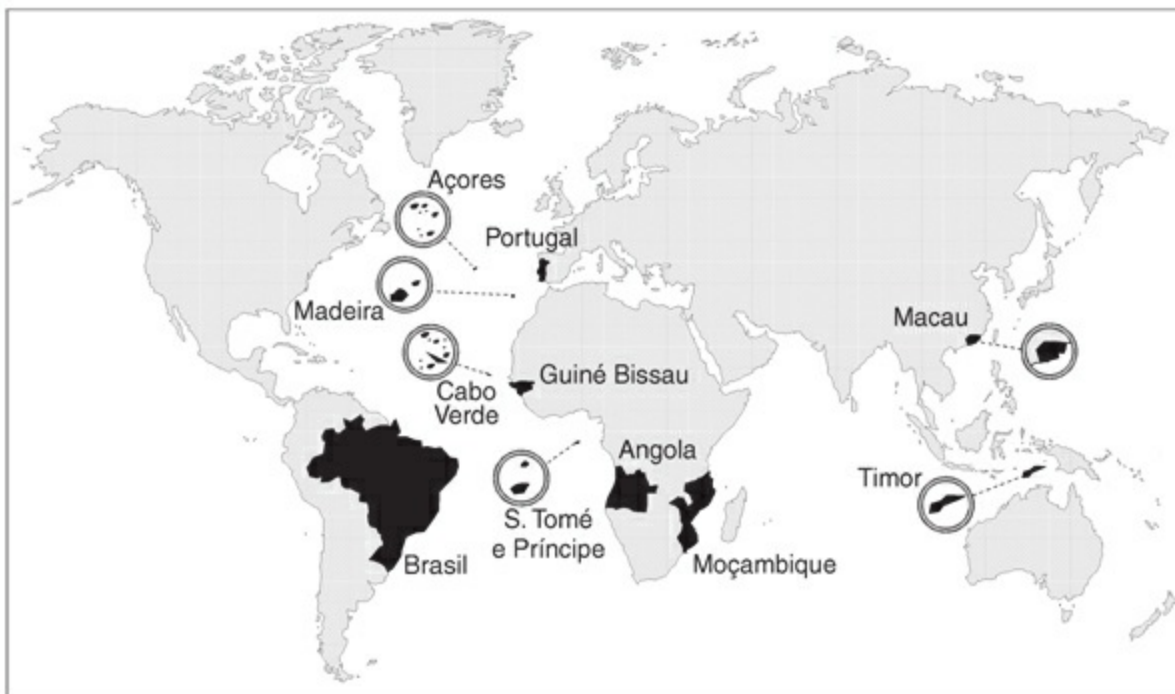 Açores
Portugal
Madeira
Macau
Guiné Bissau
Cabo
Verde
Angola
Timor
S. Tomé
e Príncipe
Brasil
Moçambique